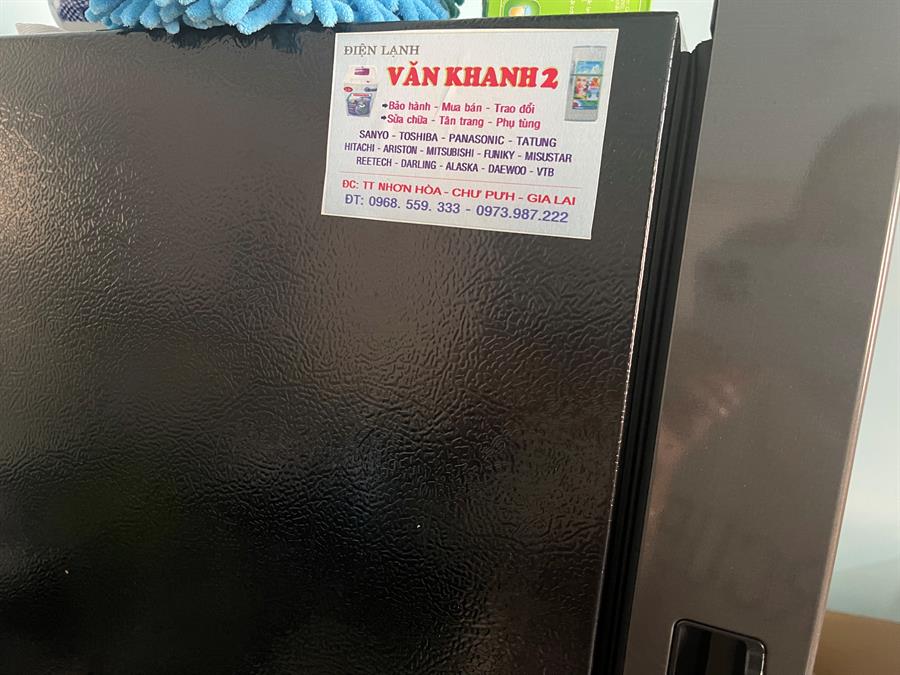 ĐIỆN LẠNH
VĂN KHANH 2
➡Bảo hành - Mua bán - Trao đổi
➡Sửa chữa - Tân trang - Phụ tùng
SANYO - TOSHIBA - PANASONIC - TATUNG
HITACHI - ARISTON - MITSUBISHI - FUNIKY - MISUSTAR
REETECH - DARLING - ALASKA - DAEWOO - VTB
ĐC: TT NHƠN HÒA - CHƯ PƯH - GIA LAI
ĐT: 0968. 559. 333 - 0973.987.222